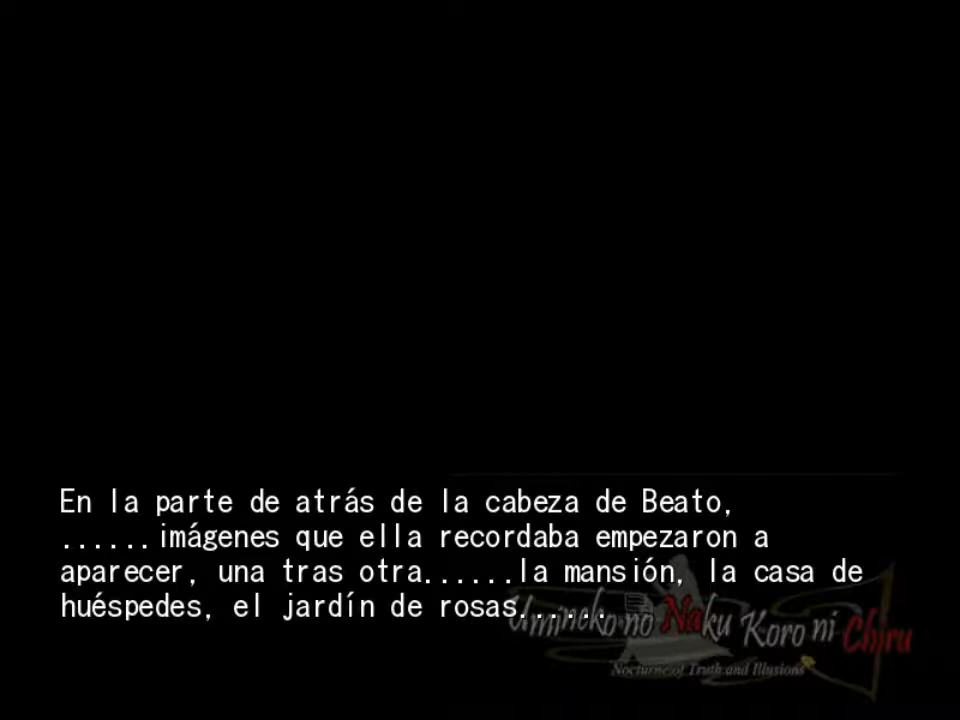 En la parte de atrás de la cabeza de Beato,
......imágenes que ella recordaba empezaron a
aparecer, una tras otra......la mansión, la casa de
huéspedes, el jardín de rosas......
Umineko no Naku Koro ni Chiru
Nocturne of Truth and Illusions